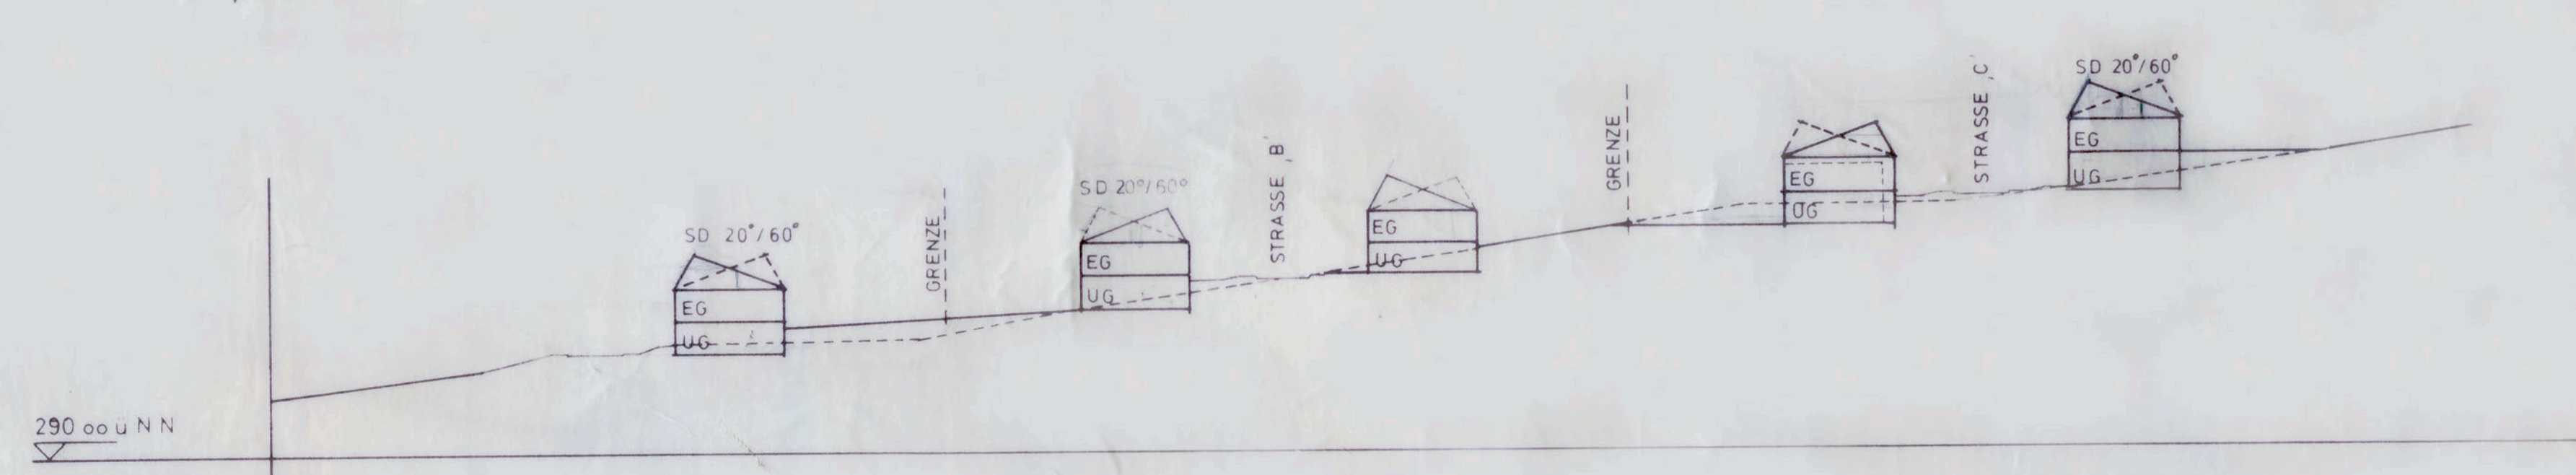 SD 20°/60°
EG
UG
GRENZE
SD 20°/60°
EG
UG
STRASSE ‚B'
EG
UG
GRENZE
EG
UG
STRASSE ‚C'
SD 20°/60°
EG
UG
290 oo ü N N